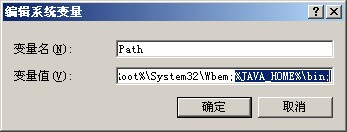 编辑系统变量
变量名(N):
Path
变量值(V):
oot%\System32\Wbem;%JAVA_HOME%\bin;
确定
取消